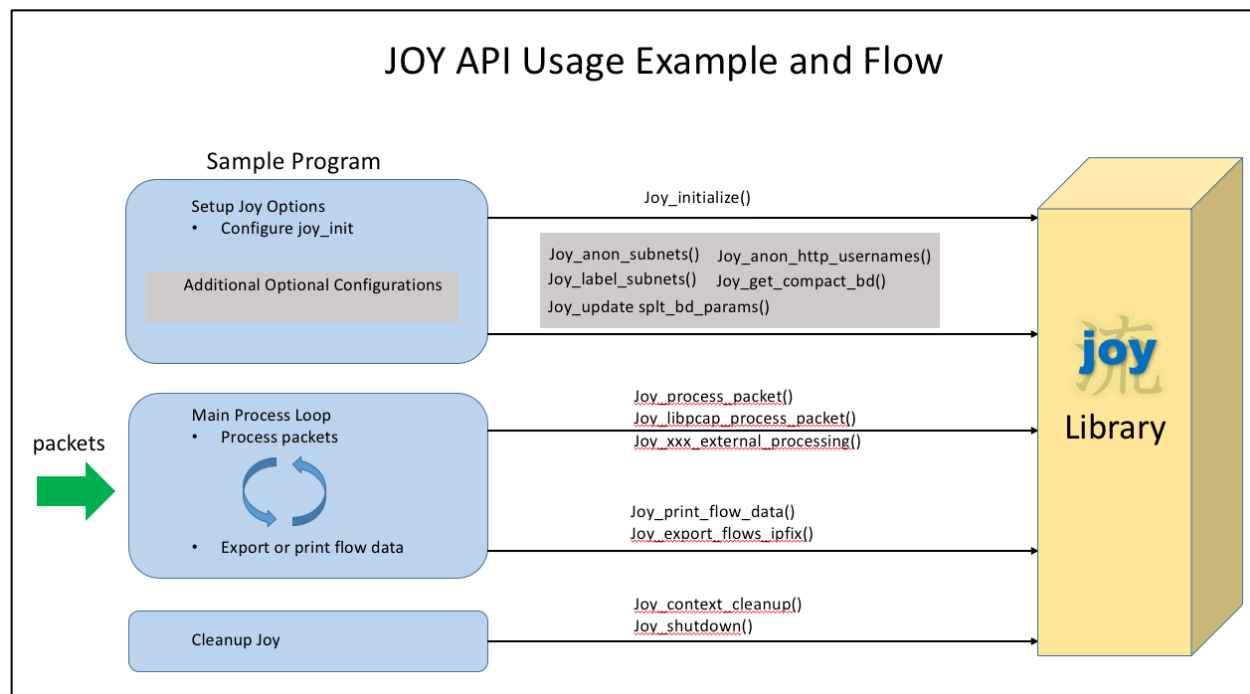 JOY API Usage Example and Flow
Sample Program
Setup Joy Options
• Configure joy_init
Additional Optional Configurations
Joy_initialize()
Joy_anon_subnets() Joy_anon_http_usernames()
Joy_label_subnets() Joy_get_compact_bd()
Joy_update splt_bd_params()
packets
Main Process Loop
• Process packets
• Export or print flow data
Joy_process_packet()
Joy_libpcap_process_packet()
Joy_xxx_external_processing()
Joy_print_flow_data()
Joy_export_flows_ipfix()
Cleanup Joy
Joy_context_cleanup()
Joy_shutdown()
流
joy
Library